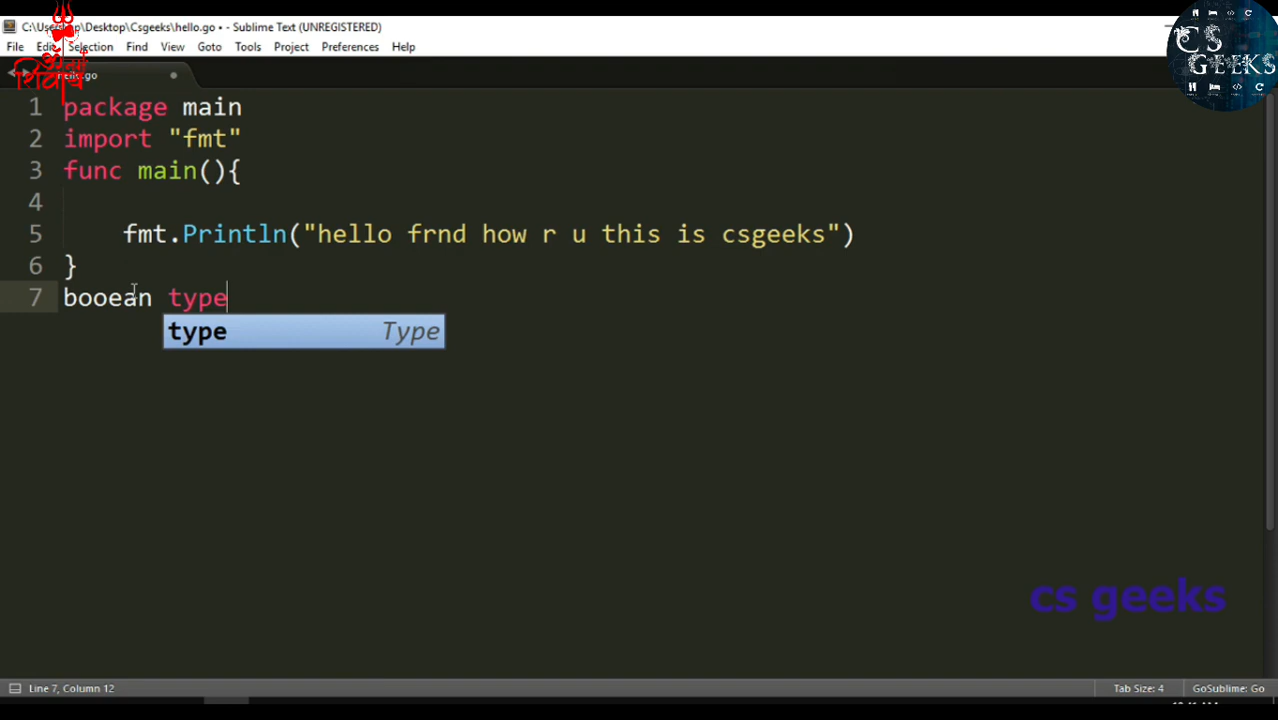 C:\Users\hp\Desktop\Csgeeks\hello.go • - Sublime Text (UNREGISTERED)
File Edit Selection Find View Goto Tools Project Preferences Help
hello.go
ॐ नमः
शिवाय
CS
GEEKS
1 package main
2 import "fmt"
3 func main(){
4
5 fmt.Println("hello frnd how r u this is csgeeks")
6 }
7 booean type
type Type
cs geeks
Line 7, Column 12
Tab Size: 4 GoSublime: Go